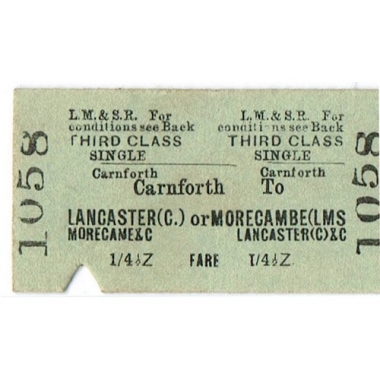 L.M.& S.R. For L.M.& S.R. For
conditions see Back conditions see Back
THIRD CLASS THIRD CLASS
SINGLE SINGLE
Carnforth Carnforth
Carnforth To
LANCASTER(C.) or MORECAMBE(LMS
MORECAME&C LANCASTER(C)&C
1/4½Z FARE 1/4½Z
1058
1058